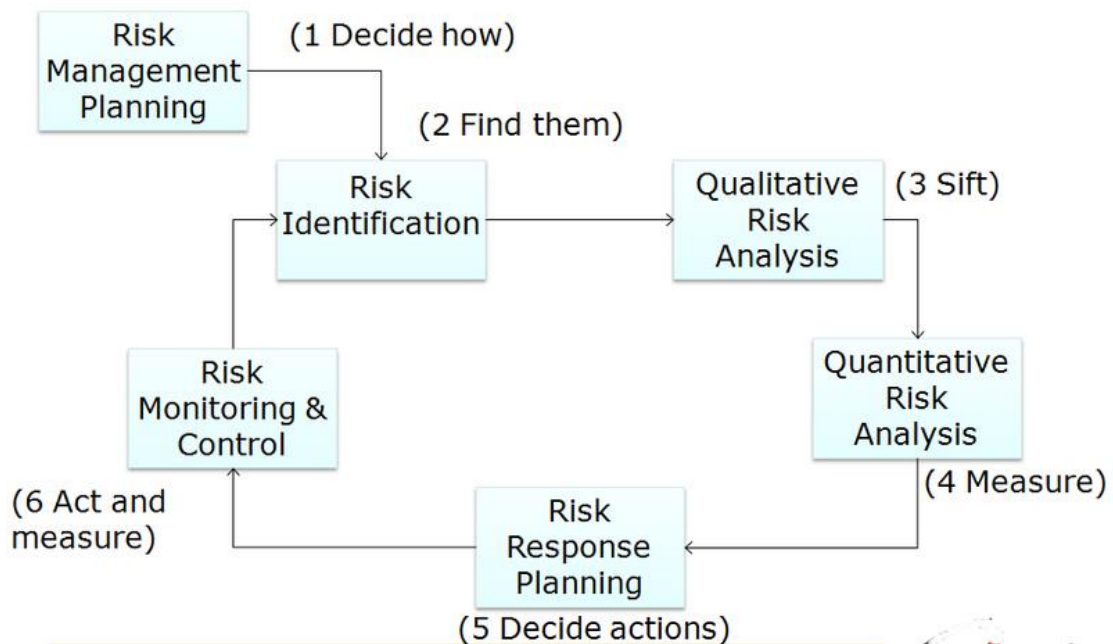 Risk
Management
Planning
(1 Decide how)
(2 Find them)
Risk
Identification
Qualitative
Risk
Analysis
(3 Sift)
Quantitative
Risk
Analysis
(4 Measure)
Risk
Response
Planning
(5 Decide actions)
Risk
Monitoring &
Control
(6 Act and
measure)